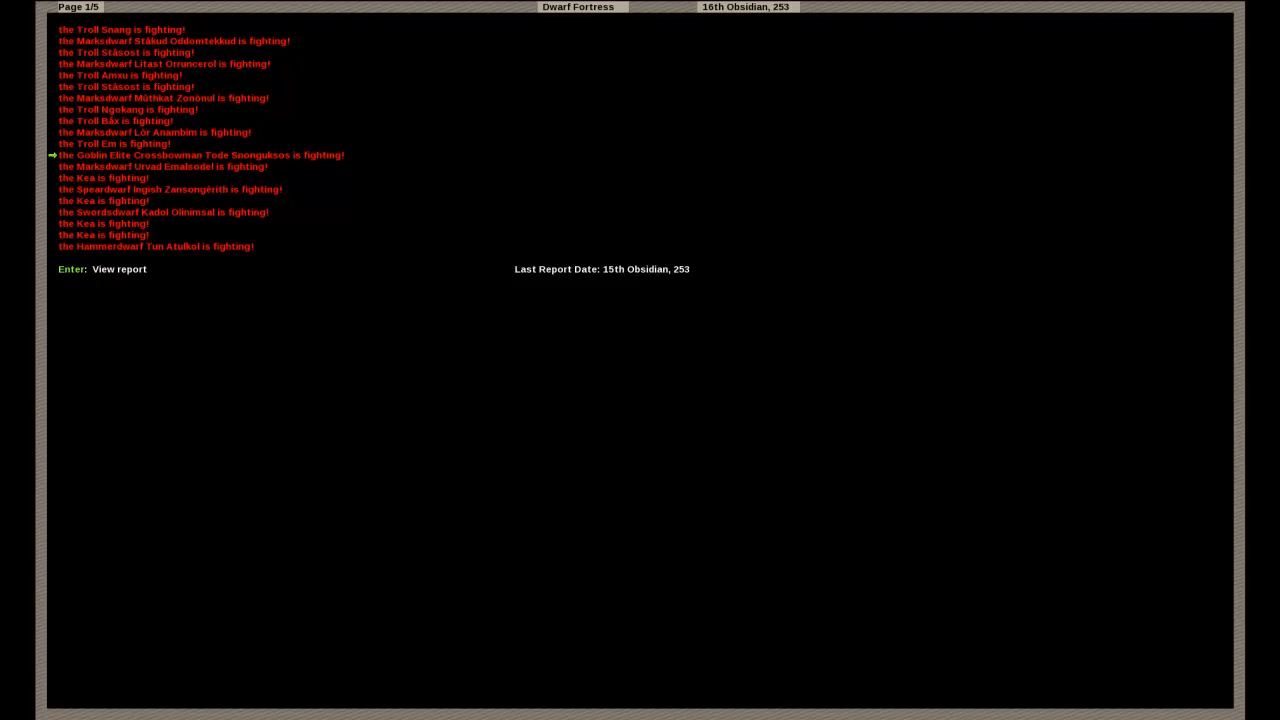 Page 1/5 Dwarf Fortress 16th Obsidian, 253
the Troll Snang is fighting!
the Marksdwarf Stâkud Oddomtekkud is fighting!
the Troll Stâsost is fighting!
the Marksdwarf Litast Orruncerol is fighting!
the Troll Amxu is fighting!
the Troll Stâsost is fighting!
the Marksdwarf Mûthkat Zonònul is fighting!
the Troll Ngokang is fighting!
the Troll Bâx is fighting!
the Marksdwarf Lòr Anambim is fighting!
the Troll Em is fighting!
the Goblin Elite Crossbowman Tode Snonguksos is fighting!
the Marksdwarf Urvad Emalsodel is fighting!
the Kea is fighting!
the Speardwarf Ingish Zansongèrith is fighting!
the Kea is fighting!
the Swordsdwarf Kadol Olinimsal is fighting!
the Kea is fighting!
the Kea is fighting!
the Hammerdwarf Tun Atulkol is fighting!
Enter: View report Last Report Date: 15th Obsidian, 253